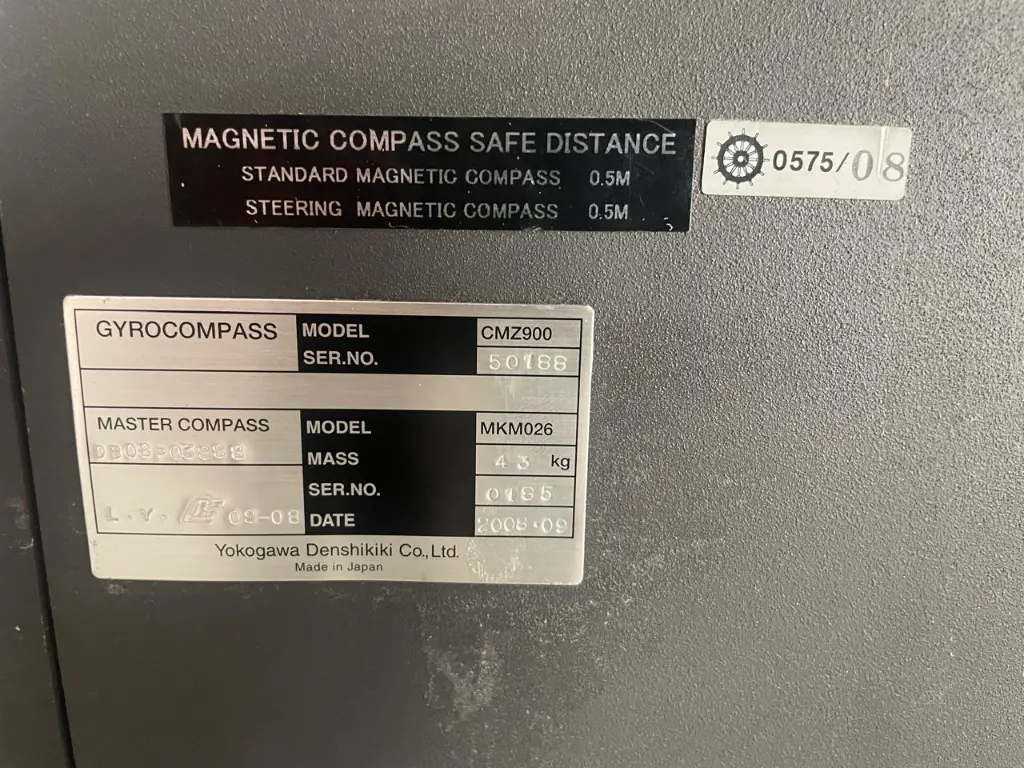 MAGNETIC COMPASS SAFE DISTANCE
STANDARD MAGNETIC COMPASS 0.5M
STEERING MAGNETIC COMPASS 0.5M
0575/08
GYROCOMPASS MODEL CMZ900
SER.NO. 50188
MASTER COMPASS MODEL MKM026
MASS 43 kg
SER.NO. 0165
L.Y. 09-08 DATE 2008.09
Yokogawa Denshikiki Co.,Ltd.
Made in Japan